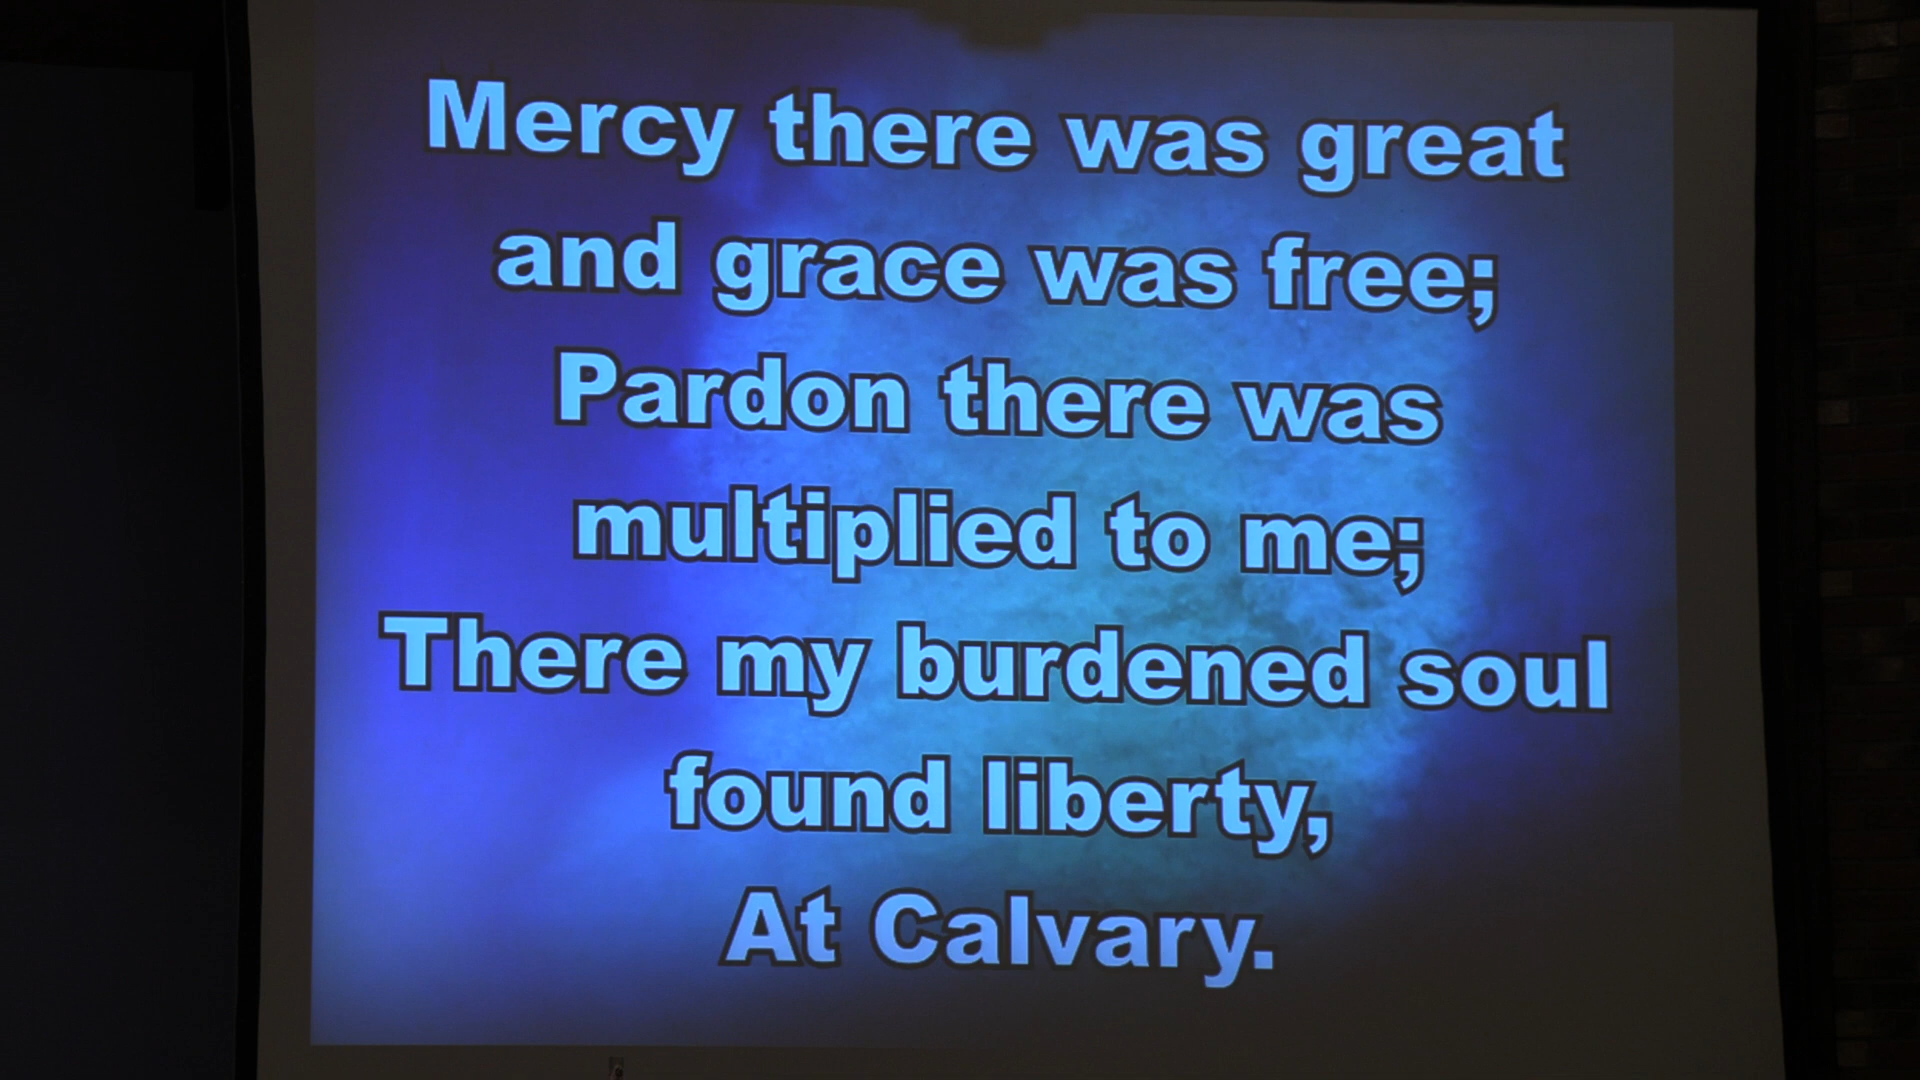 Mercy there was great
and grace was free;
Pardon there was
multiplied to me;
There my burdened soul
found liberty,
At Calvary.